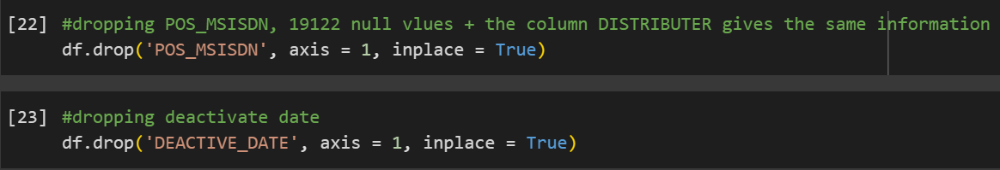 [22] #dropping POS_MSISDN, 19122 null vlues + the column DISTRIBUTER gives the same information
df.drop('POS_MSISDN', axis = 1, inplace = True)
[23] #dropping deactivate date
df.drop('DEACTIVE_DATE', axis = 1, inplace = True)